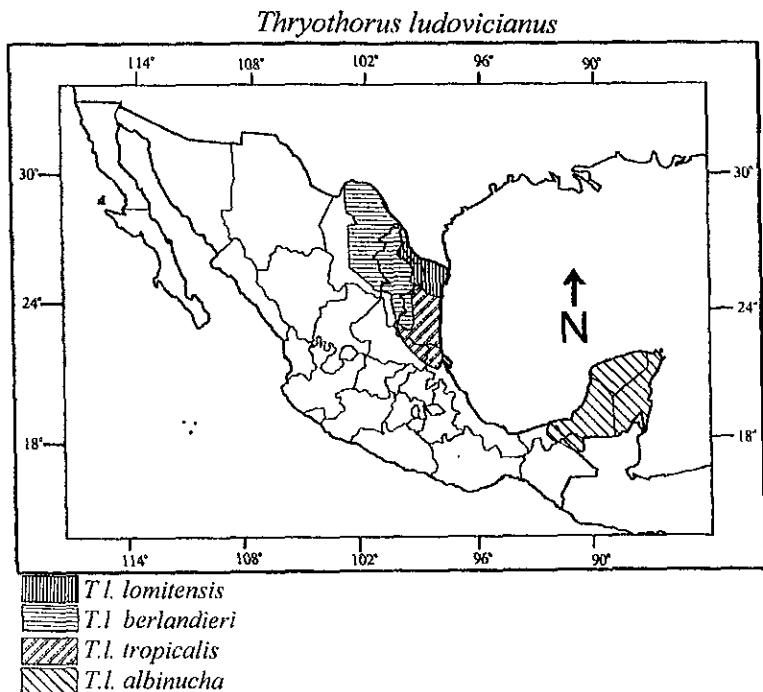 Thryothorus ludovicianus
114° 108° 102° 96° 90°
30° 30°
24° 24°
N
18° 18°
114° 108° 102° 96° 90°
T l. lomitensis
T.l berlandieri
T.l. tropicalis
T.l. albinucha